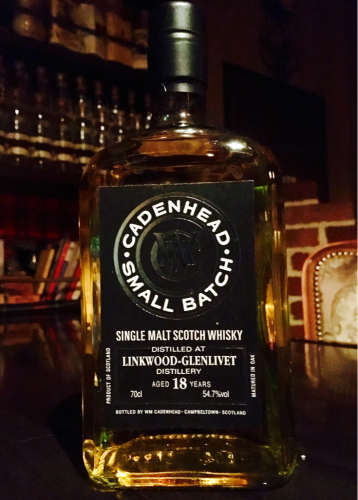 CADENHEAD
SMALL BATCH
WM
SINGLE MALT SCOTCH WHISKY
DISTILLED AT
LINKWOOD-GLENLIVET
DISTILLERY
AGED 18 YEARS
70cl 54.7%vol
BOTTLED BY WM CADENHEAD-CAMPBELTOWN-SCOTLAND
PRODUCT OF SCOTLAND
MATURED IN OAK